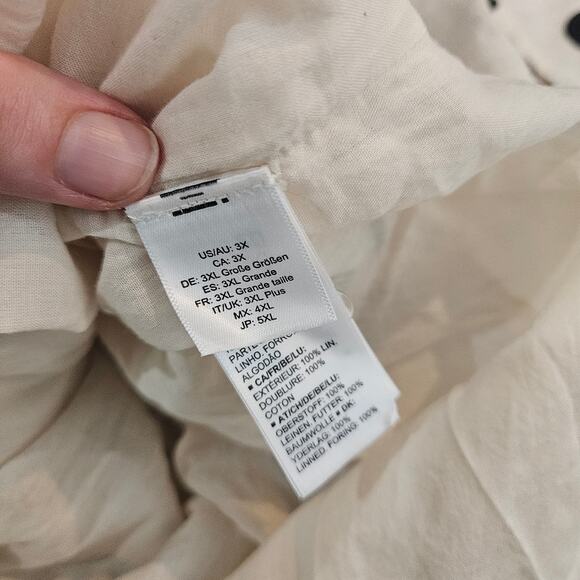 US/AU: 3X
CA: 3X
DE: 3XL Große Größen
ES: 3XL Grande
FR: 3XL Grande taille
IT/UK: 3XL Plus
MX: 4XL
JP: 5XL
LINHO. FORRO
ALGODÃO
▪ CA/FR/BE/LU:
EXTÉRIEUR: 100% LIN.
DOUBLURE: 100%
COTON
▪ AT/CH/DE/BE/LU:
OBERSTOFF: 100%
LEINEN. FUTTER: 100%
BAUMWOLLE ▪ DK:
YDERLAG: 100%
LINNED. FORING: 100%